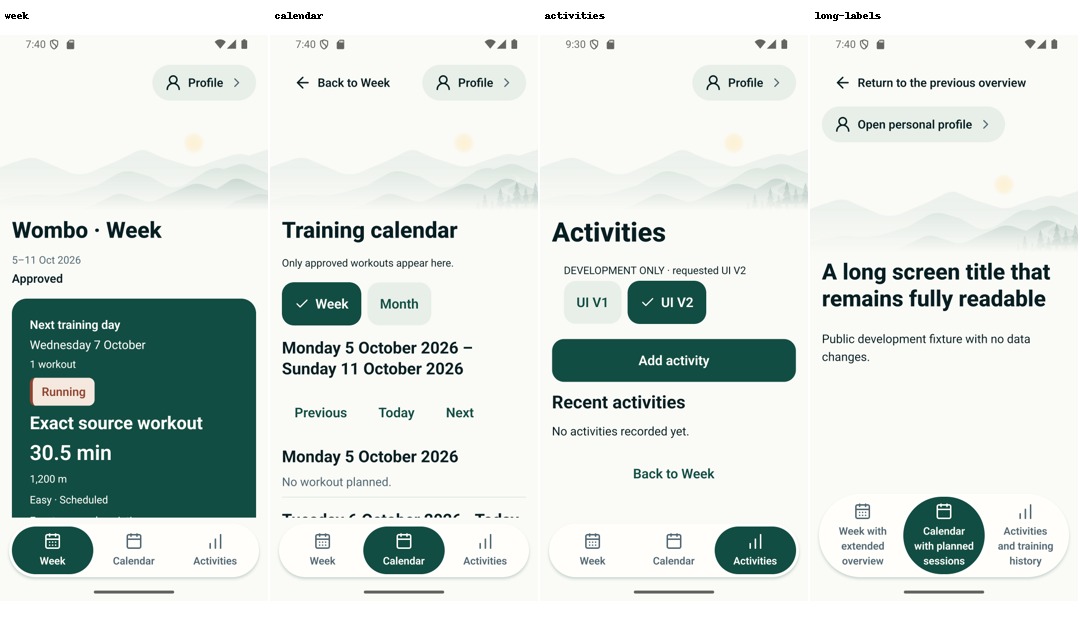 week
7:40
Profile
Wombo · Week
5–11 Oct 2026
Approved
Next training day
Wednesday 7 October
1 workout
Running
Exact source workout
30.5 min
1,200 m
Easy · Scheduled
Week
Calendar
Activities
calendar
7:40
Back to Week
Profile
Training calendar
Only approved workouts appear here.
Week
Month
Monday 5 October 2026 –
Sunday 11 October 2026
Previous
Today
Next
Monday 5 October 2026
No workout planned.
Tuesday 6 October 2026 · Today
Week
Calendar
Activities
activities
9:30
Profile
Activities
DEVELOPMENT ONLY · requested UI V2
UI V1
UI V2
Add activity
Recent activities
No activities recorded yet.
Back to Week
Week
Calendar
Activities
long-labels
7:40
Return to the previous overview
Open personal profile
A long screen title that
remains fully readable
Public development fixture with no data
changes.
Week with
extended
overview
Calendar
with planned
sessions
Activities
and training
history